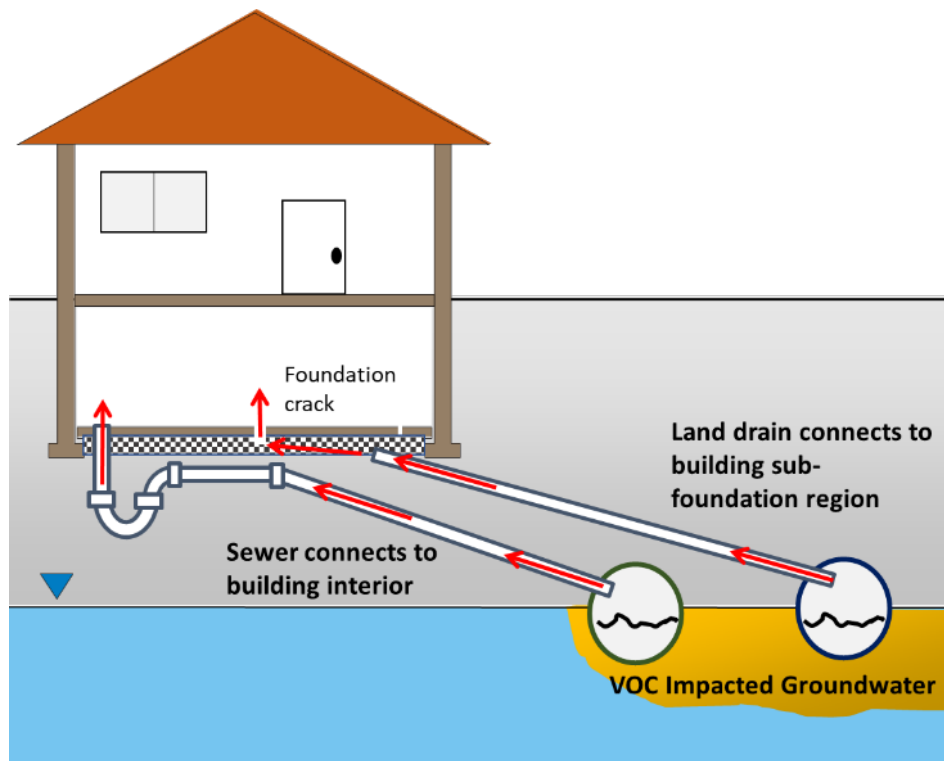 Foundation
crack
Land drain connects to
building sub-
foundation region
Sewer connects to
building interior
VOC Impacted Groundwater